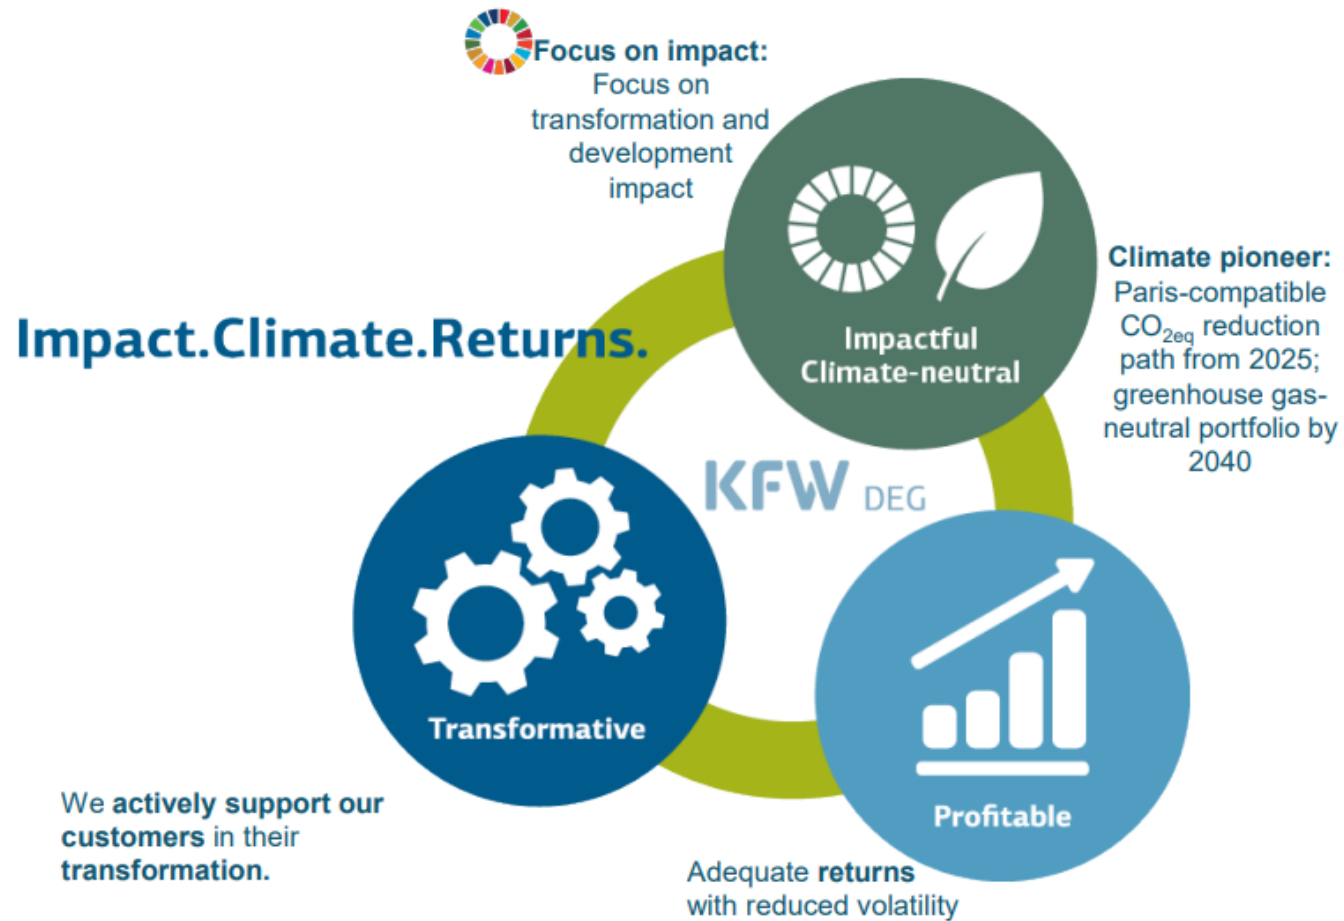 Focus on impact:
Focus on
transformation and
development
impact
Impact.Climate.Returns.
Impactful
Climate-neutral
Climate pioneer:
Paris-compatible
CO2eq reduction
path from 2025;
greenhouse gas-
neutral portfolio by
2040
KFW DEG
Transformative
Profitable
We actively support our
customers in their
transformation.
Adequate returns
with reduced volatility